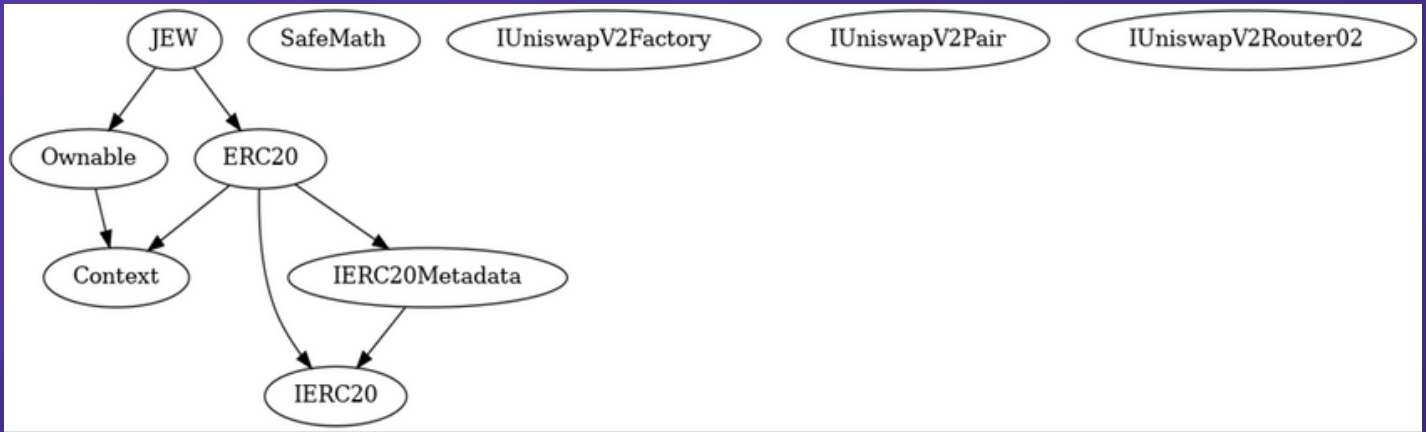 JEW
SafeMath
IUniswapV2Factory
IUniswapV2Pair
IUniswapV2Router02
Ownable
ERC20
Context
IERC20Metadata
IERC20